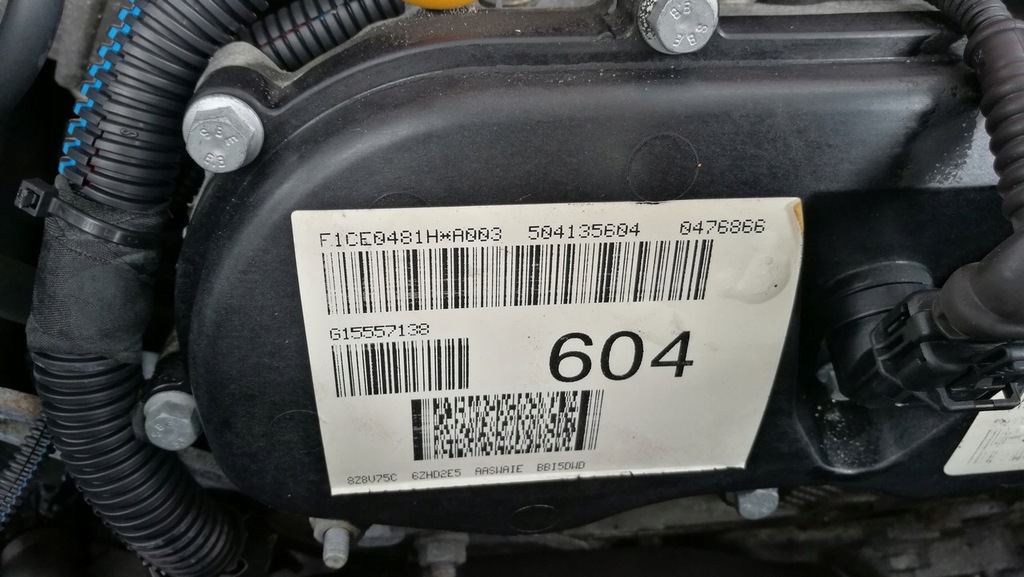 F1CE0481H*A003 504135604 0476866
G15557138
604
8Z8V75C 6ZHD2E5 AASWAIE BBI5DWD